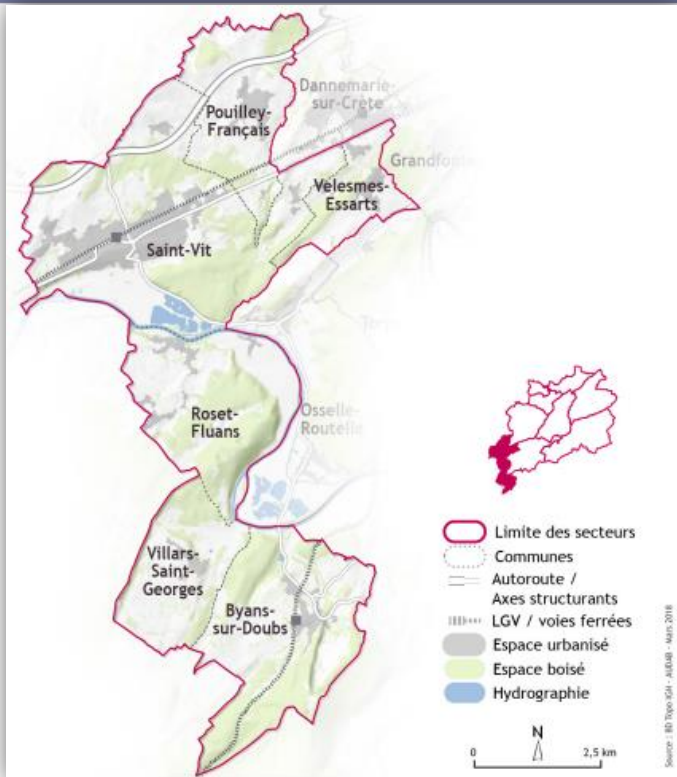 Dannemarie-
sur-Crète
Pouilley-
Français
Velesmes-
Essarts
Saint-Vit
Roset-
Fluans
Osselle-
Routelle
Villars-
Saint-
Georges
Byans-
sur-Doubs
Limite des secteurs
Communes
Autoroute /
Axes structurants
LGV / voies ferrées
Espace urbanisé
Espace boisé
Hydrographie
N
0 2,5 km
Source : BD Topo IGN - AUDAB - Mars 2018